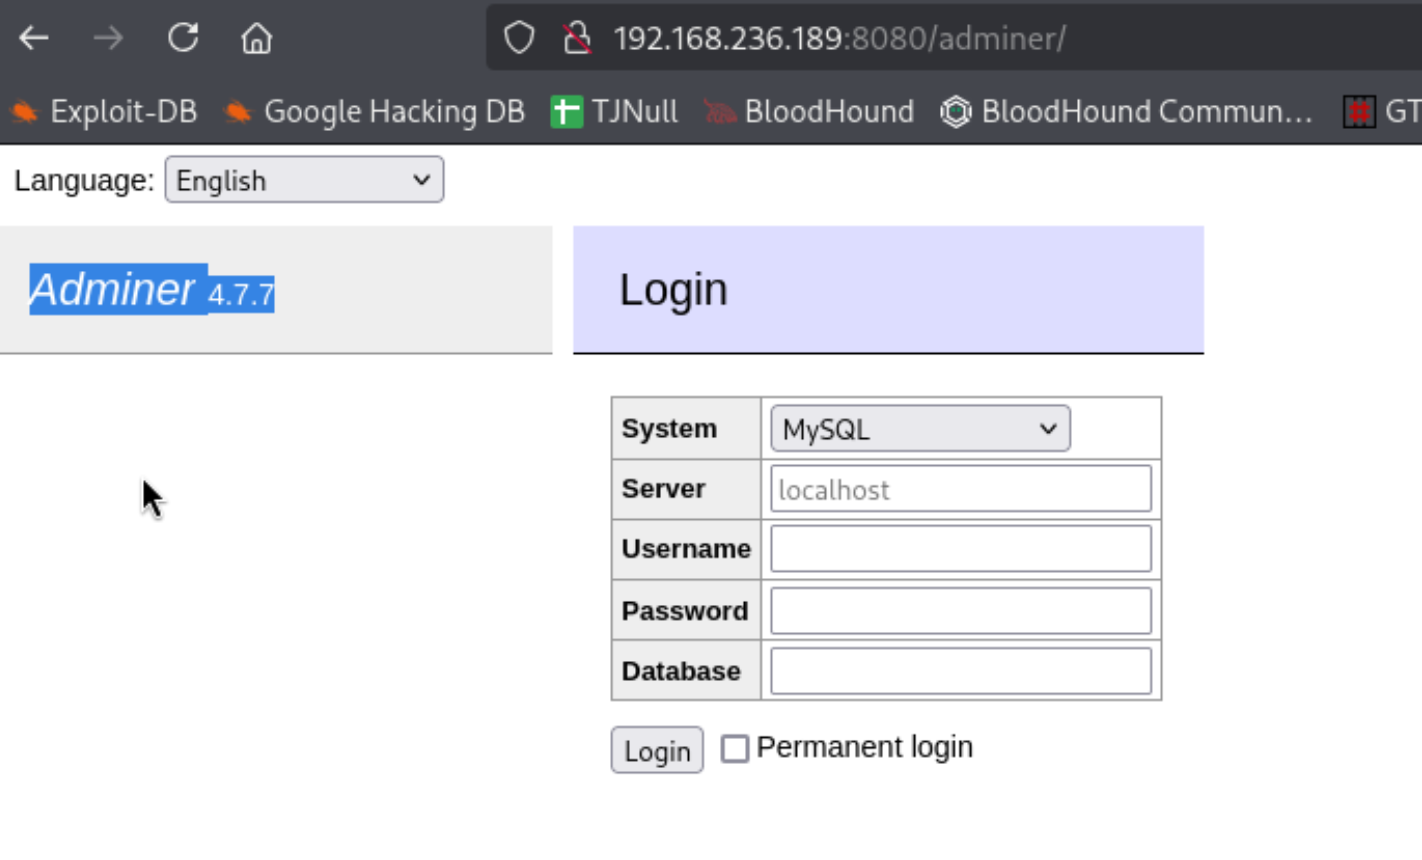 192.168.236.189:8080/adminer/
Exploit-DB Google Hacking DB TJNull BloodHound BloodHound Commun... GT
Language: English
Adminer 4.7.7
Login
System MySQL
Server localhost
Username
Password
Database
Login Permanent login